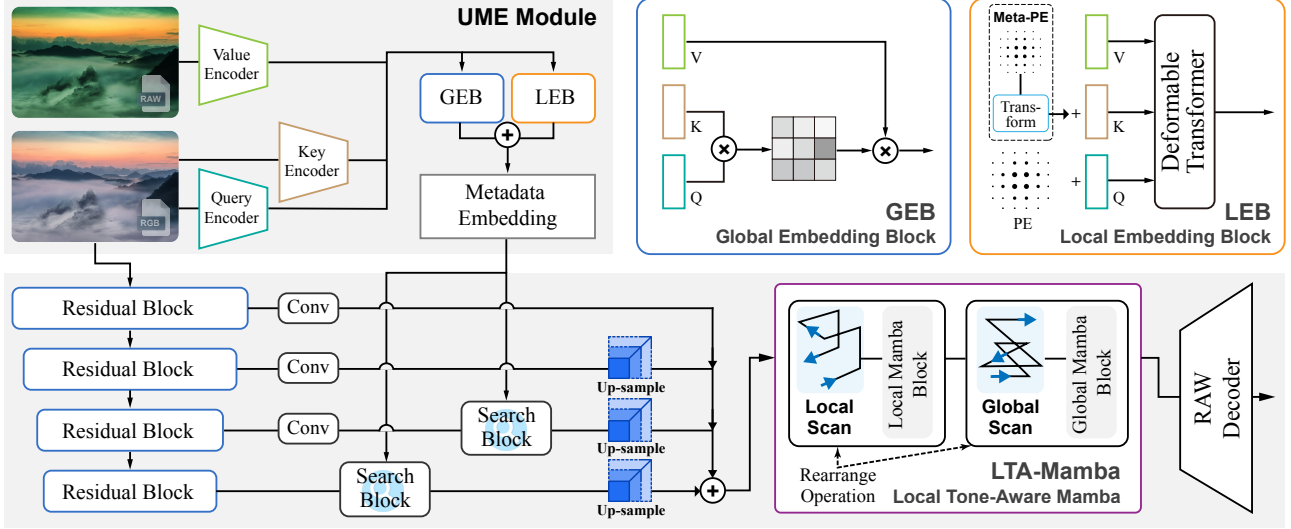 UME Module
RAW
Value
Encoder
RGB
Key
Encoder
Query
Encoder
GEB
LEB
+
Metadata
Embedding
V
K
Q
×
×
GEB
Global Embedding Block
Meta-PE
Trans-
form
PE
+
+
V
K
Q
Deformable
Transformer
LEB
Local Embedding Block
Residual Block
Conv
Residual Block
Conv
Up-sample
Residual Block
Conv
Search
Block
Up-sample
Residual Block
Search
Block
Up-sample
+
Local
Scan
Local Mamba
Block
Global
Scan
Global Mamba
Block
Rearrange
Operation
LTA-Mamba
Local Tone-Aware Mamba
RAW
Decoder